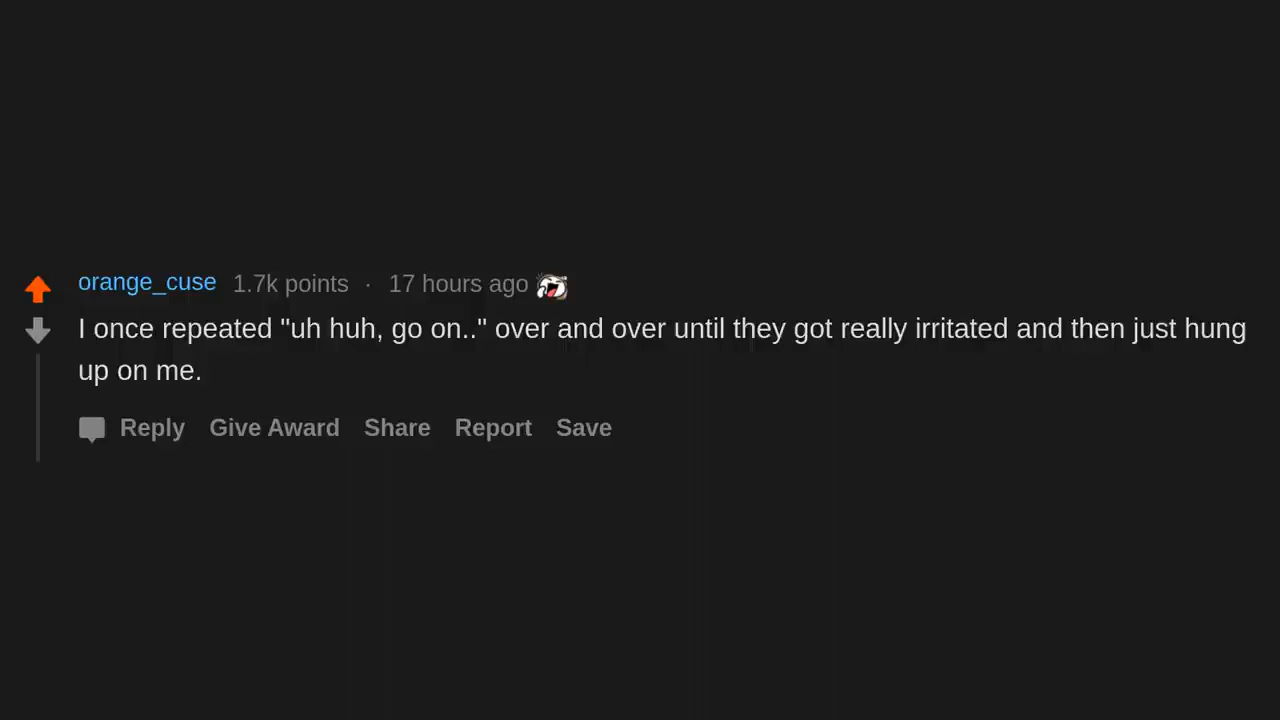 orange_cuse 1.7k points · 17 hours ago
I once repeated "uh huh, go on.." over and over until they got really irritated and then just hung
up on me.
Reply Give Award Share Report Save